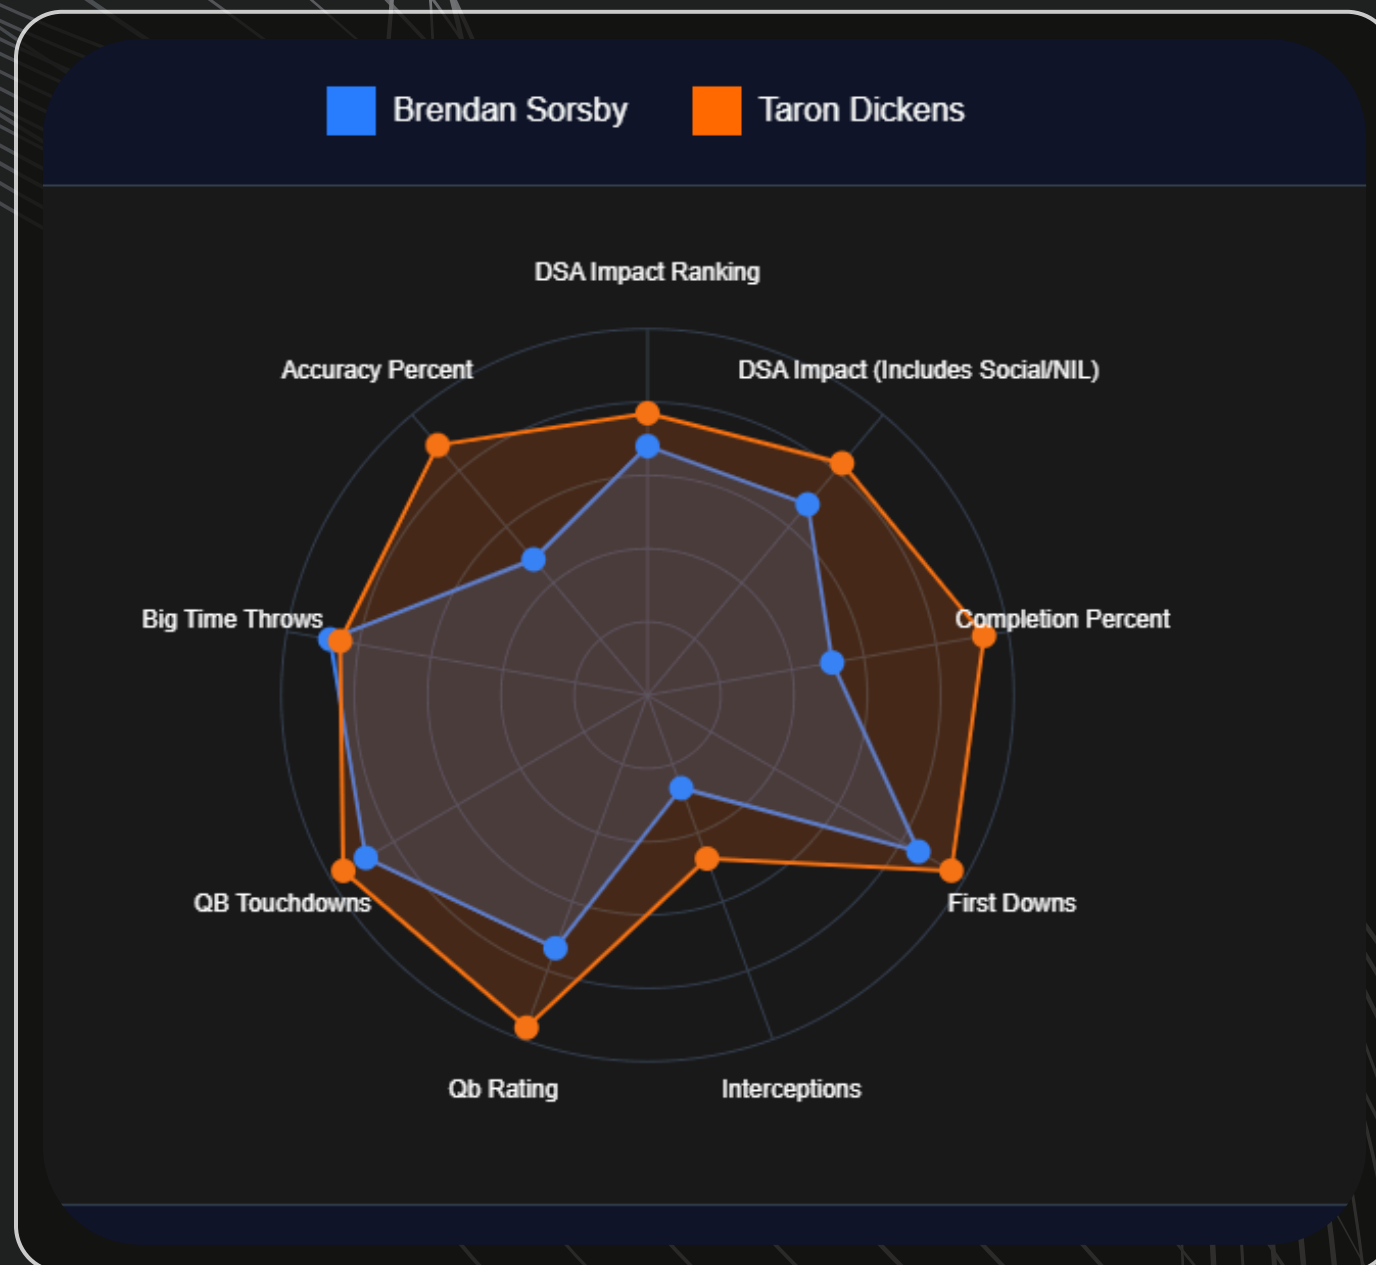 Brendan Sorsby
Taron Dickens
DSA Impact Ranking
Accuracy Percent
DSA Impact (Includes Social/NIL)
Big Time Throws
Completion Percent
QB Touchdowns
First Downs
Qb Rating
Interceptions